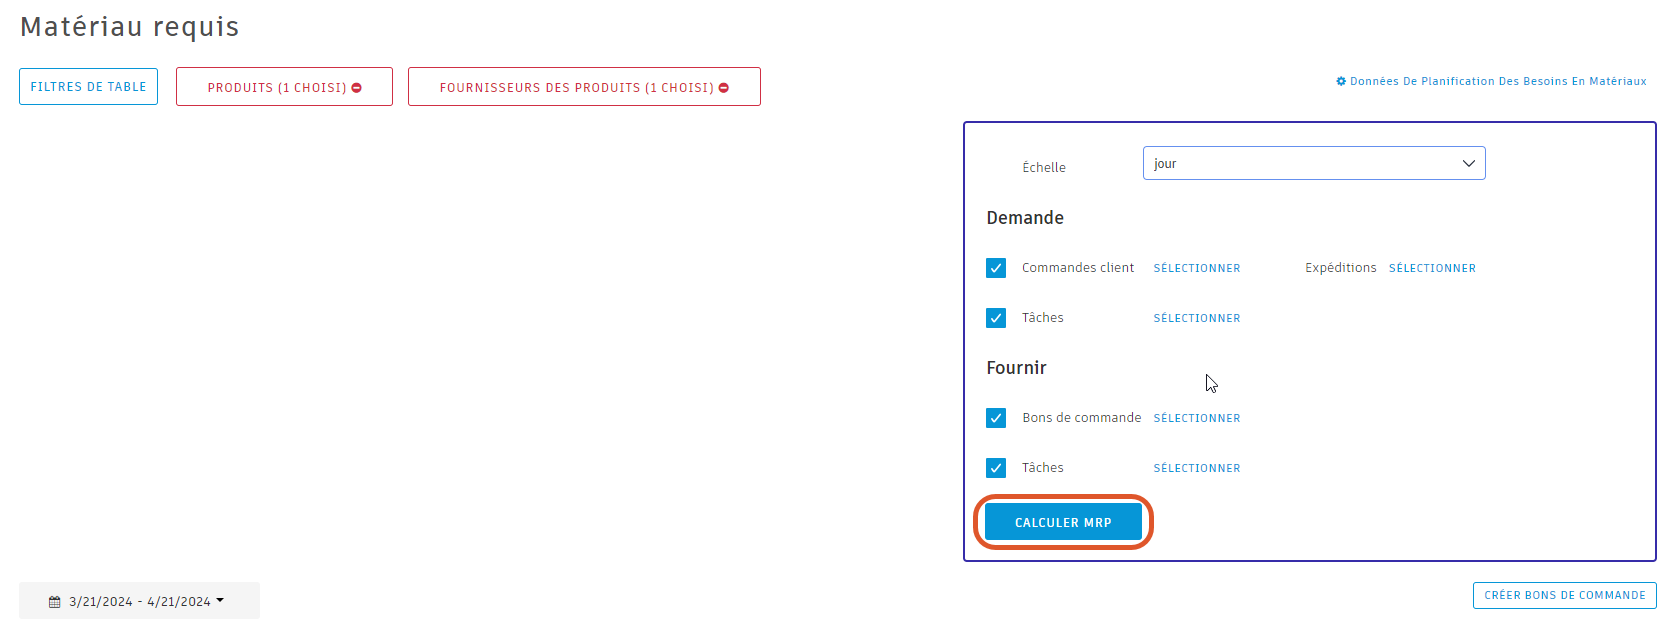 Matériau requis
FILTRES DE TABLE
PRODUITS (1 CHOISI)
FOURNISSEURS DES PRODUITS (1 CHOISI)
Données De Planification Des Besoins En Matériaux
Échelle
jour
Demande
Commandes client SÉLECTIONNER Expéditions SÉLECTIONNER
Tâches SÉLECTIONNER
Fournir
Bons de commande SÉLECTIONNER
Tâches SÉLECTIONNER
CALCULER MRP
3/21/2024 - 4/21/2024
CRÉER BONS DE COMMANDE